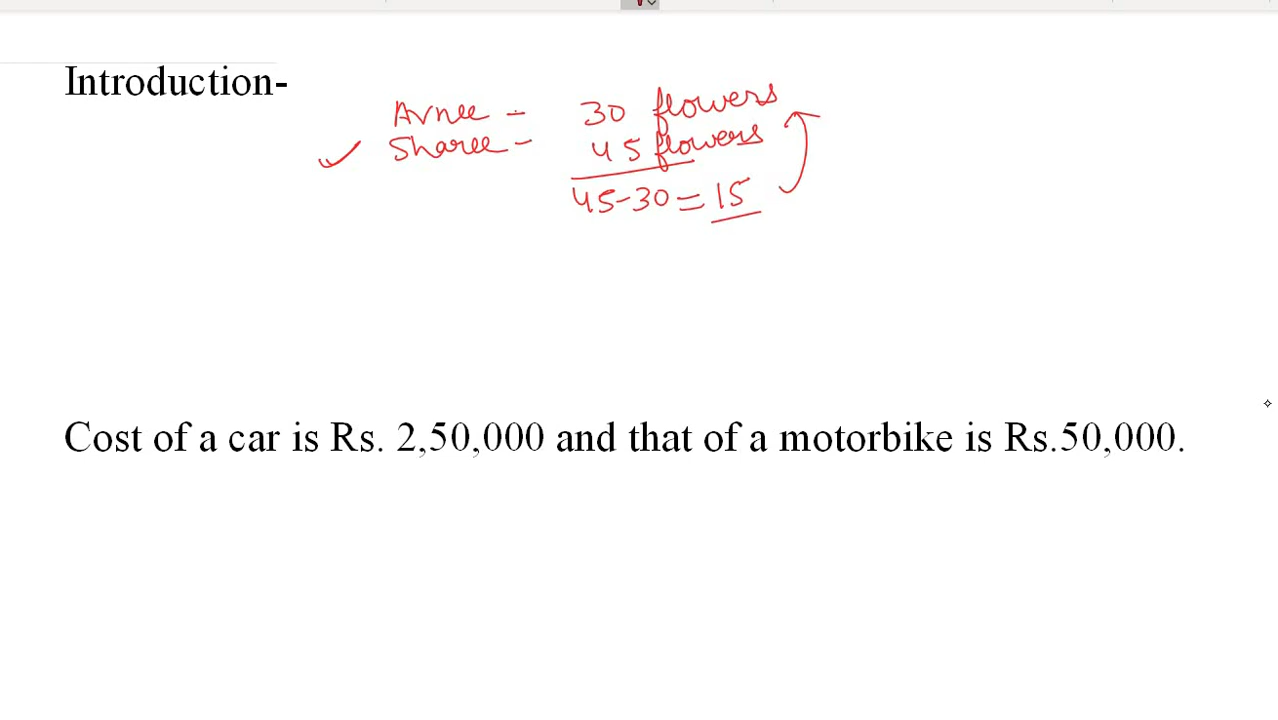 Introduction-
Avnee - 30 flowers
Sharee - 45 flowers
45-30 = 15
Cost of a car is Rs. 2,50,000 and that of a motorbike is Rs.50,000.